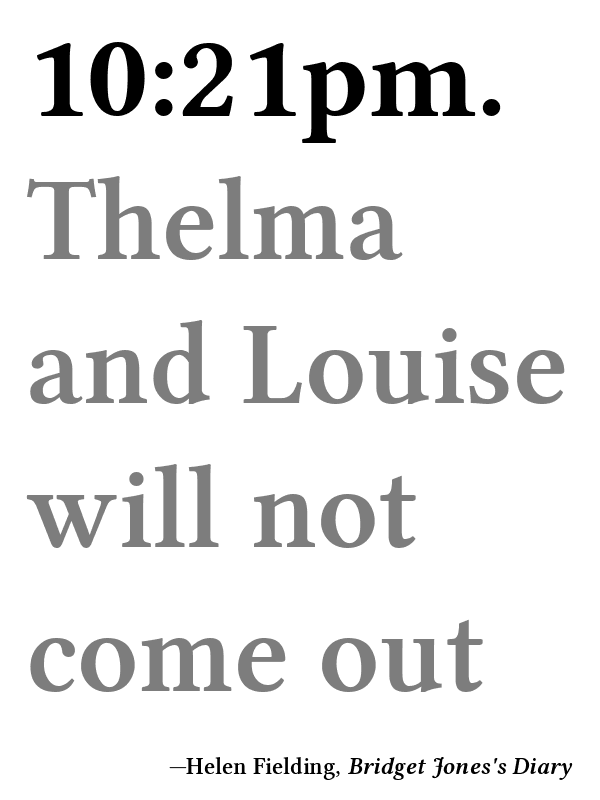 10:21pm.
Thelma
and Louise
will not
come out
—Helen Fielding, Bridget Jones's Diary